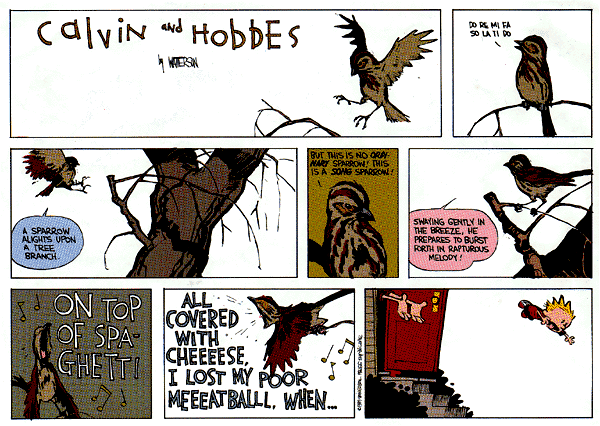 Calvin and HOBBES
by WATTERSON
DO RE MI FA
SO LA TI DO
A SPARROW
ALIGHTS UPON
A TREE
BRANCH.
BUT THIS IS NO ORDI-
NARY SPARROW! THIS
IS A SONG SPARROW!
SWAYING GENTLY IN
THE BREEZE, HE
PREPARES TO BURST
FORTH IN RAPTUROUS
MELODY!
ON TOP
OF SPA-
GHETTI
ALL
COVERED
WITH
CHEEEESE,
I LOST MY POOR
MEEEATBALLL, WHEN...